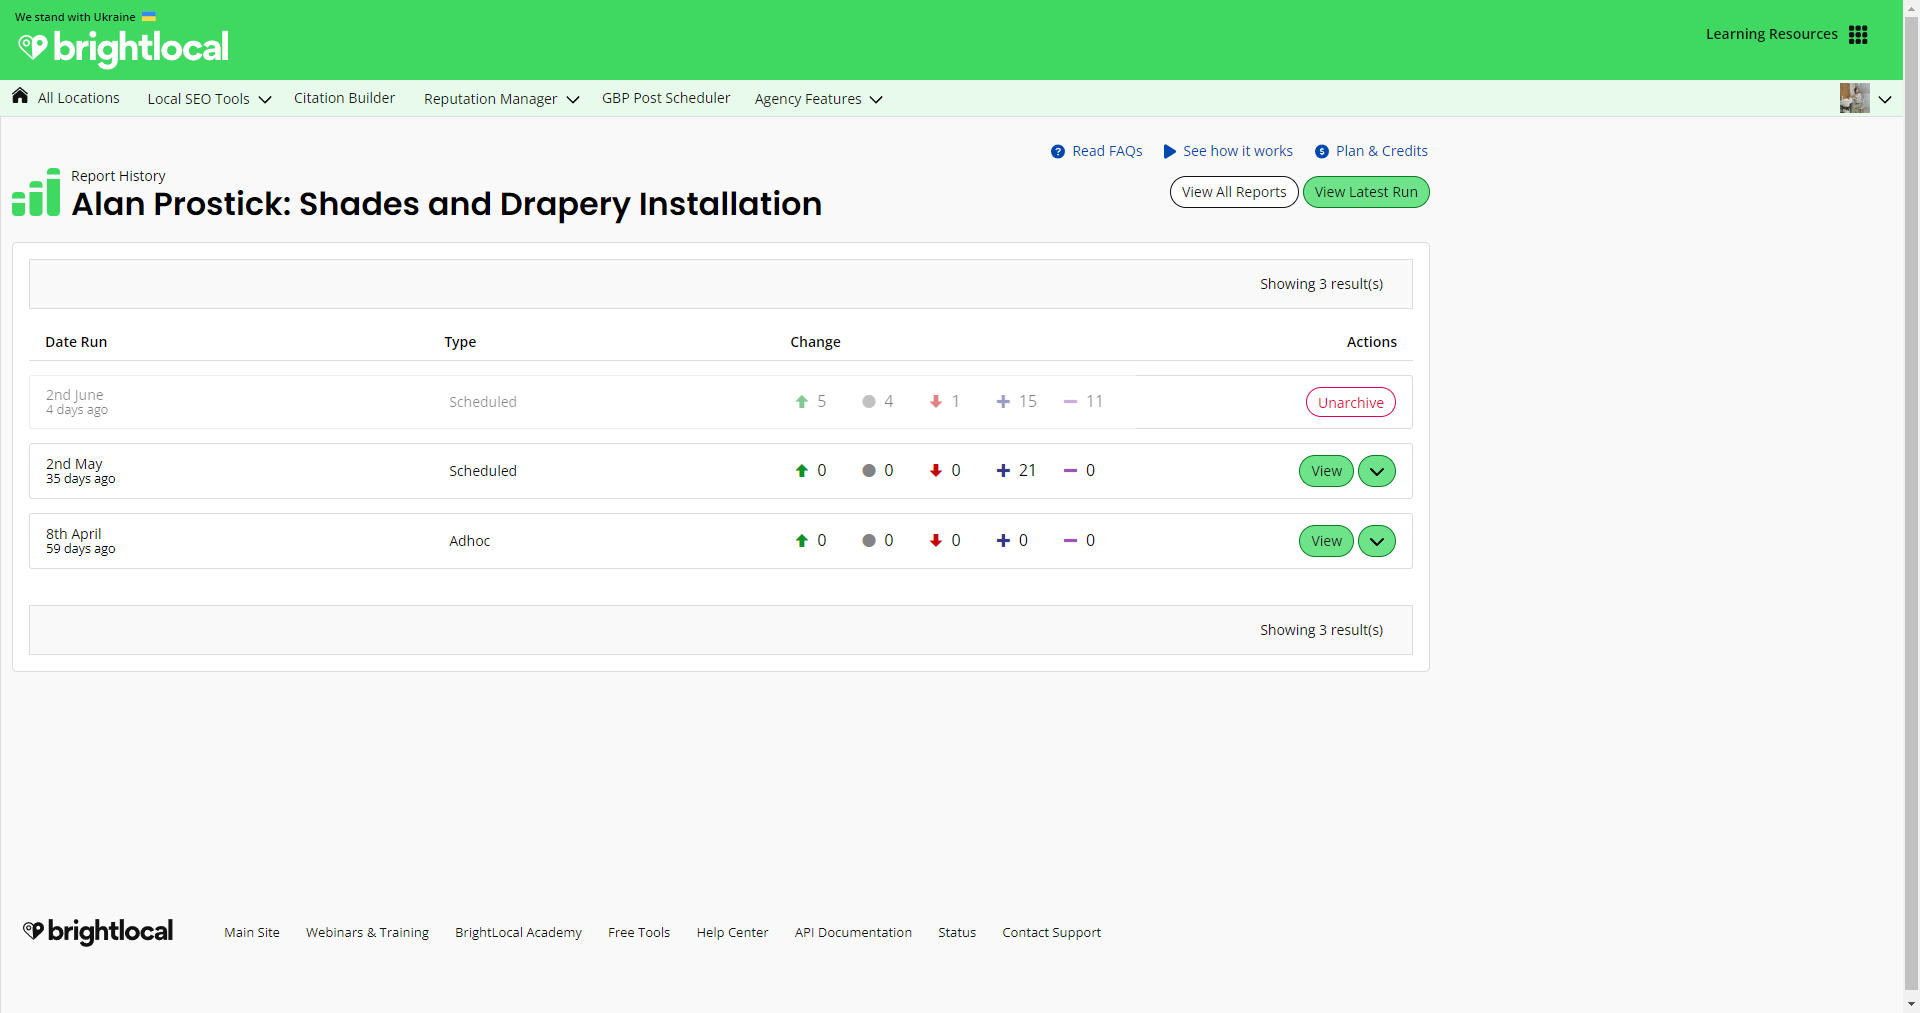 We stand with Ukraine
brightlocal
Learning Resources
All Locations Local SEO Tools Citation Builder Reputation Manager GBP Post Scheduler Agency Features
Read FAQs See how it works Plan & Credits
Report History
Alan Prostick: Shades and Drapery Installation
View All Reports View Latest Run
Showing 3 result(s)
Date Run Type Change Actions
2nd June
4 days ago
Scheduled 5 4 1 15 11 Unarchive
2nd May
35 days ago
Scheduled 0 0 0 21 0 View
8th April
59 days ago
Adhoc 0 0 0 0 0 View
Showing 3 result(s)
brightlocal Main Site Webinars & Training BrightLocal Academy Free Tools Help Center API Documentation Status Contact Support